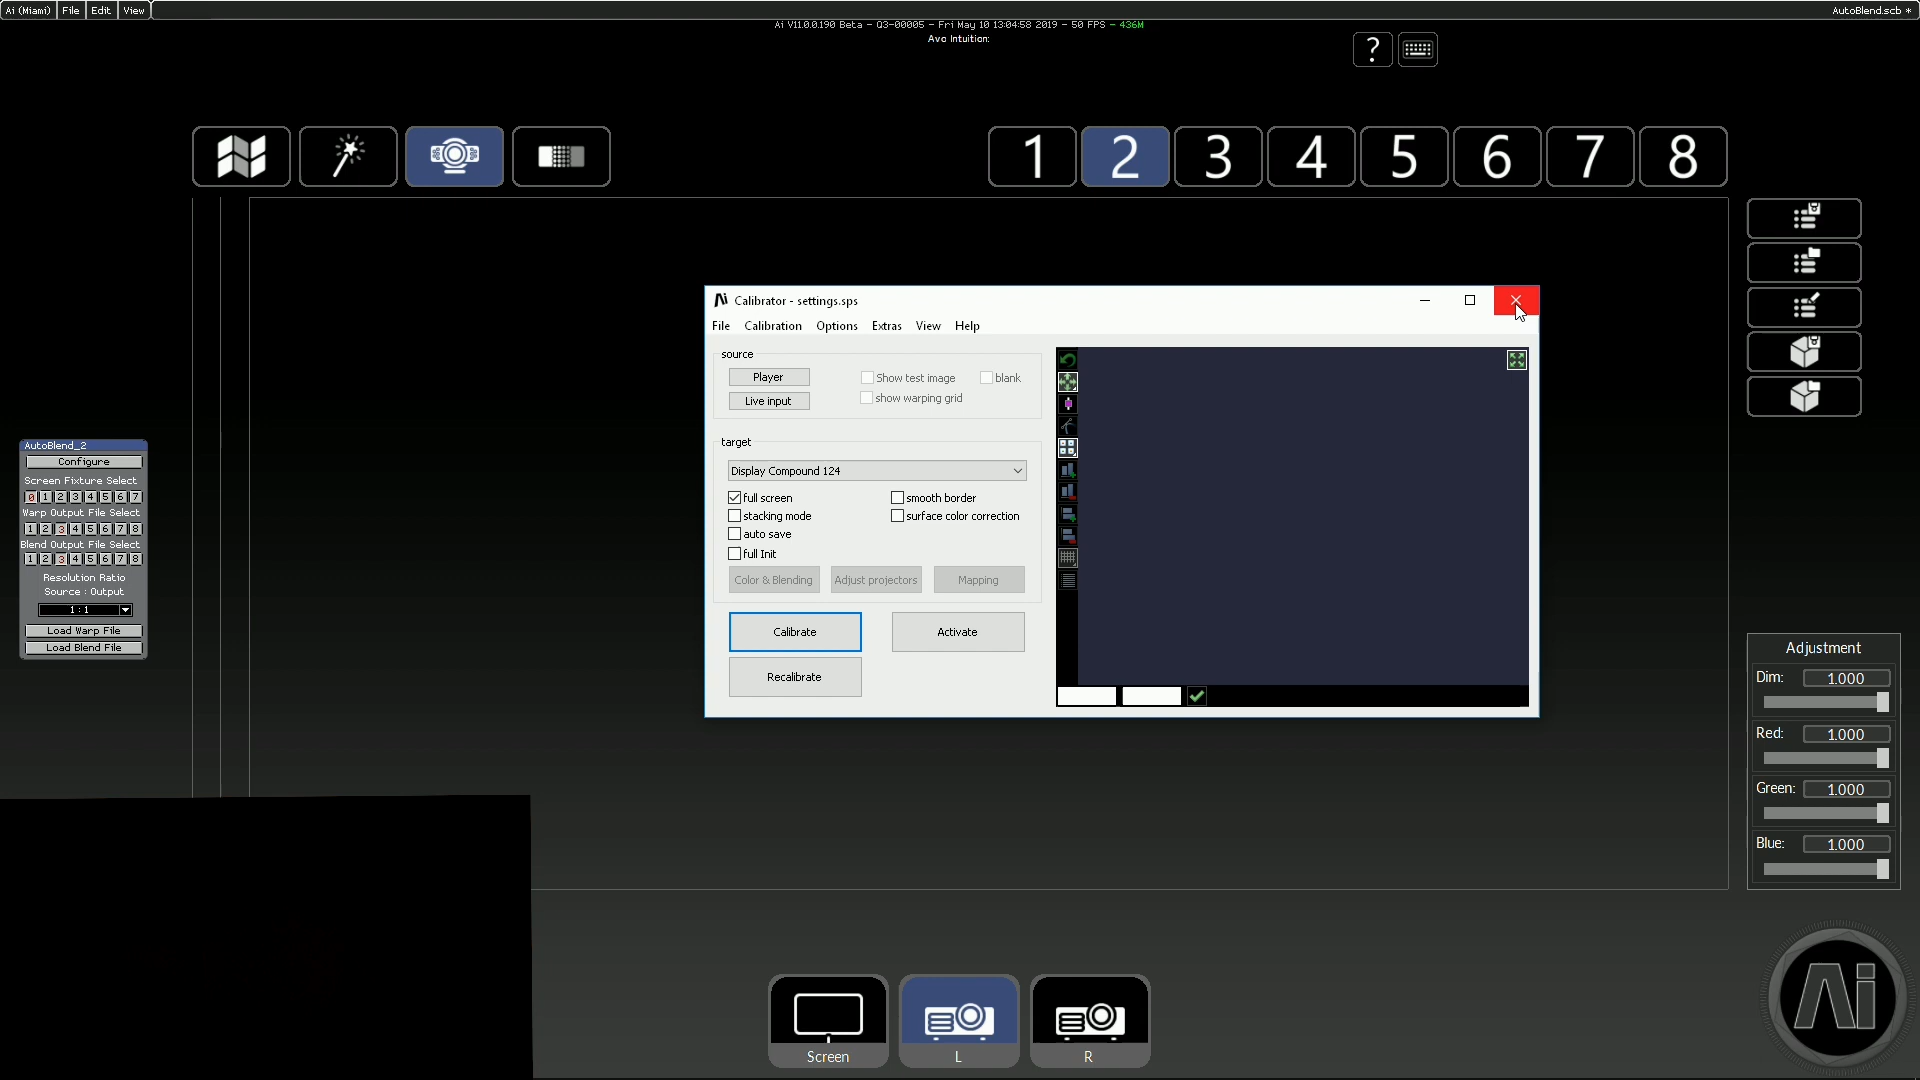 Ai (Miami) File Edit View
AutoBlend.scb *
Ai V11.0.0.190 Beta - Q3-00005 - Fri May 10 13:04:58 2019 - 50 FPS - 436M
Avo Intuition:
?
1 2 3 4 5 6 7 8
Calibrator - settings.sps
File Calibration Options Extras View Help
source
Player
Show test image
blank
Live input
show warping grid
target
Display Compound 124
full screen
smooth border
stacking mode
surface color correction
auto save
full Init
Color & Blending
Adjust projectors
Mapping
Calibrate
Activate
Recalibrate
AutoBlend_2
Configure
Screen Fixture Select
0 1 2 3 4 5 6 7
Warp Output File Select
1 2 3 4 5 6 7 8
Blend Output File Select
1 2 3 4 5 6 7 8
Resolution Ratio
Source : Output
1 : 1
Load Warp File
Load Blend File
Adjustment
Dim: 1.000
Red: 1.000
Green: 1.000
Blue: 1.000
Screen
L
R
Ai